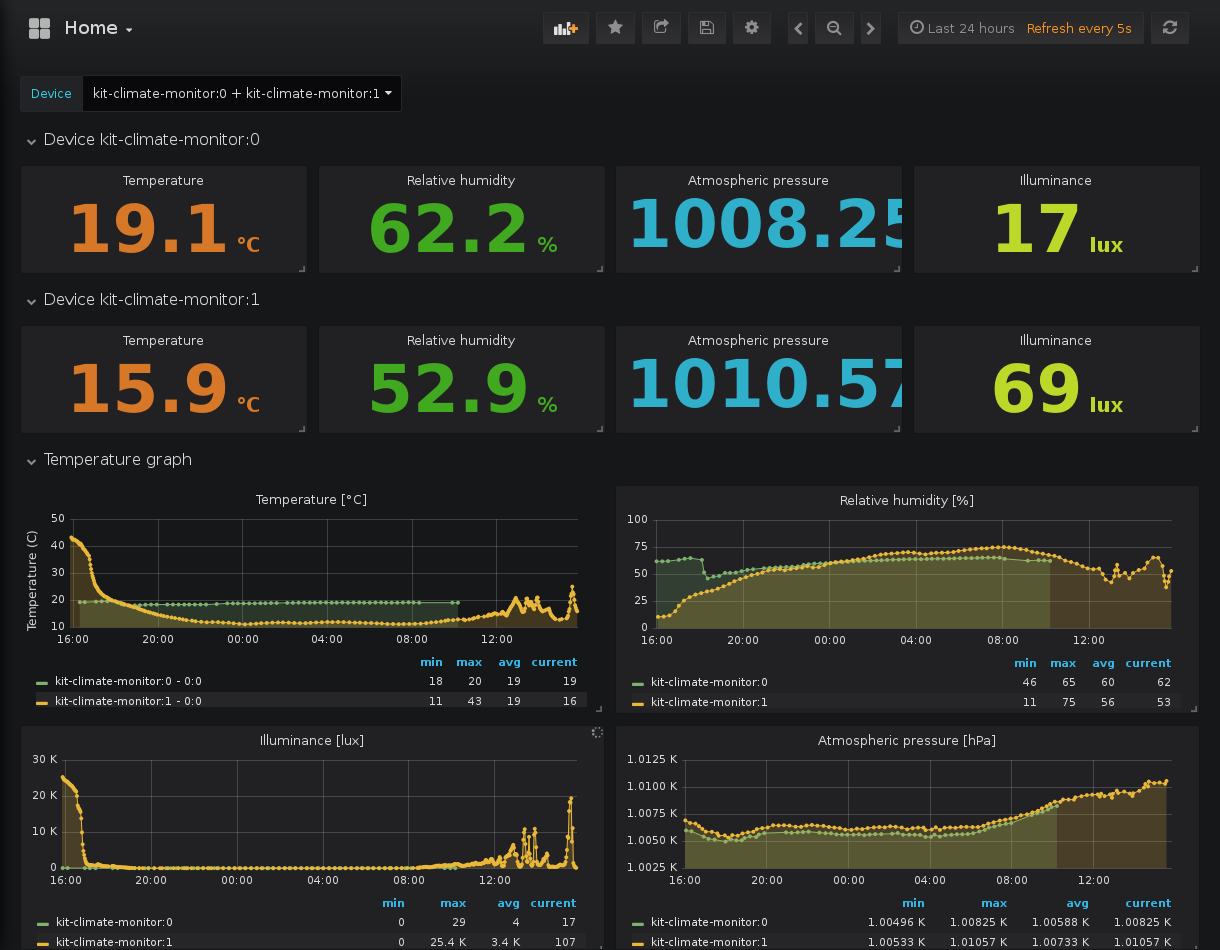 Home
Last 24 hours Refresh every 5s
Device kit-climate-monitor:0 + kit-climate-monitor:1
Device kit-climate-monitor:0
Temperature Relative humidity Atmospheric pressure Illuminance
19.1 °C 62.2 % 1008.25 17 lux
Device kit-climate-monitor:1
Temperature Relative humidity Atmospheric pressure Illuminance
15.9 °C 52.9 % 1010.57 69 lux
Temperature graph
Temperature [°C]
Temperature (C)
50
40
30
20
10
16:00 20:00 00:00 04:00 08:00 12:00
min max avg current
kit-climate-monitor:0 - 0:0 18 20 19 19
kit-climate-monitor:1 - 0:0 11 43 19 16
Relative humidity [%]
100
75
50
25
0
16:00 20:00 00:00 04:00 08:00 12:00
min max avg current
kit-climate-monitor:0 46 65 60 62
kit-climate-monitor:1 11 75 56 53
Illuminance [lux]
30 K
20 K
10 K
0
16:00 20:00 00:00 04:00 08:00 12:00
min max avg current
kit-climate-monitor:0 0 29 4 17
kit-climate-monitor:1 0 25.4 K 3.4 K 107
Atmospheric pressure [hPa]
1.0125 K
1.0100 K
1.0075 K
1.0050 K
1.0025 K
16:00 20:00 00:00 04:00 08:00 12:00
min max avg current
kit-climate-monitor:0 1.00496 K 1.00825 K 1.00588 K 1.00825 K
kit-climate-monitor:1 1.00533 K 1.01057 K 1.00733 K 1.01057 K